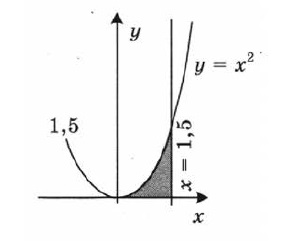 y
y = x²
1,5
x = 1,5
x